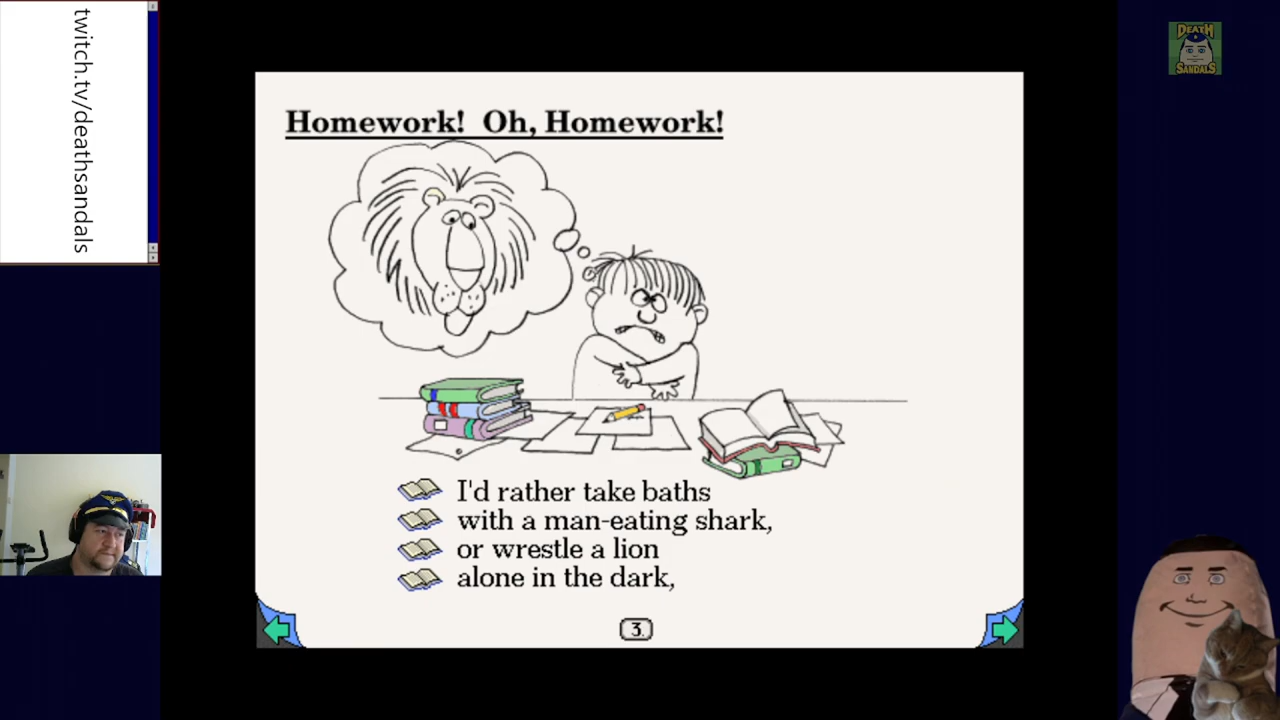 twitch.tv/deathsandals
DEATH
SANDALS
Homework! Oh, Homework!
I'd rather take baths
with a man-eating shark,
or wrestle a lion
alone in the dark,
3.